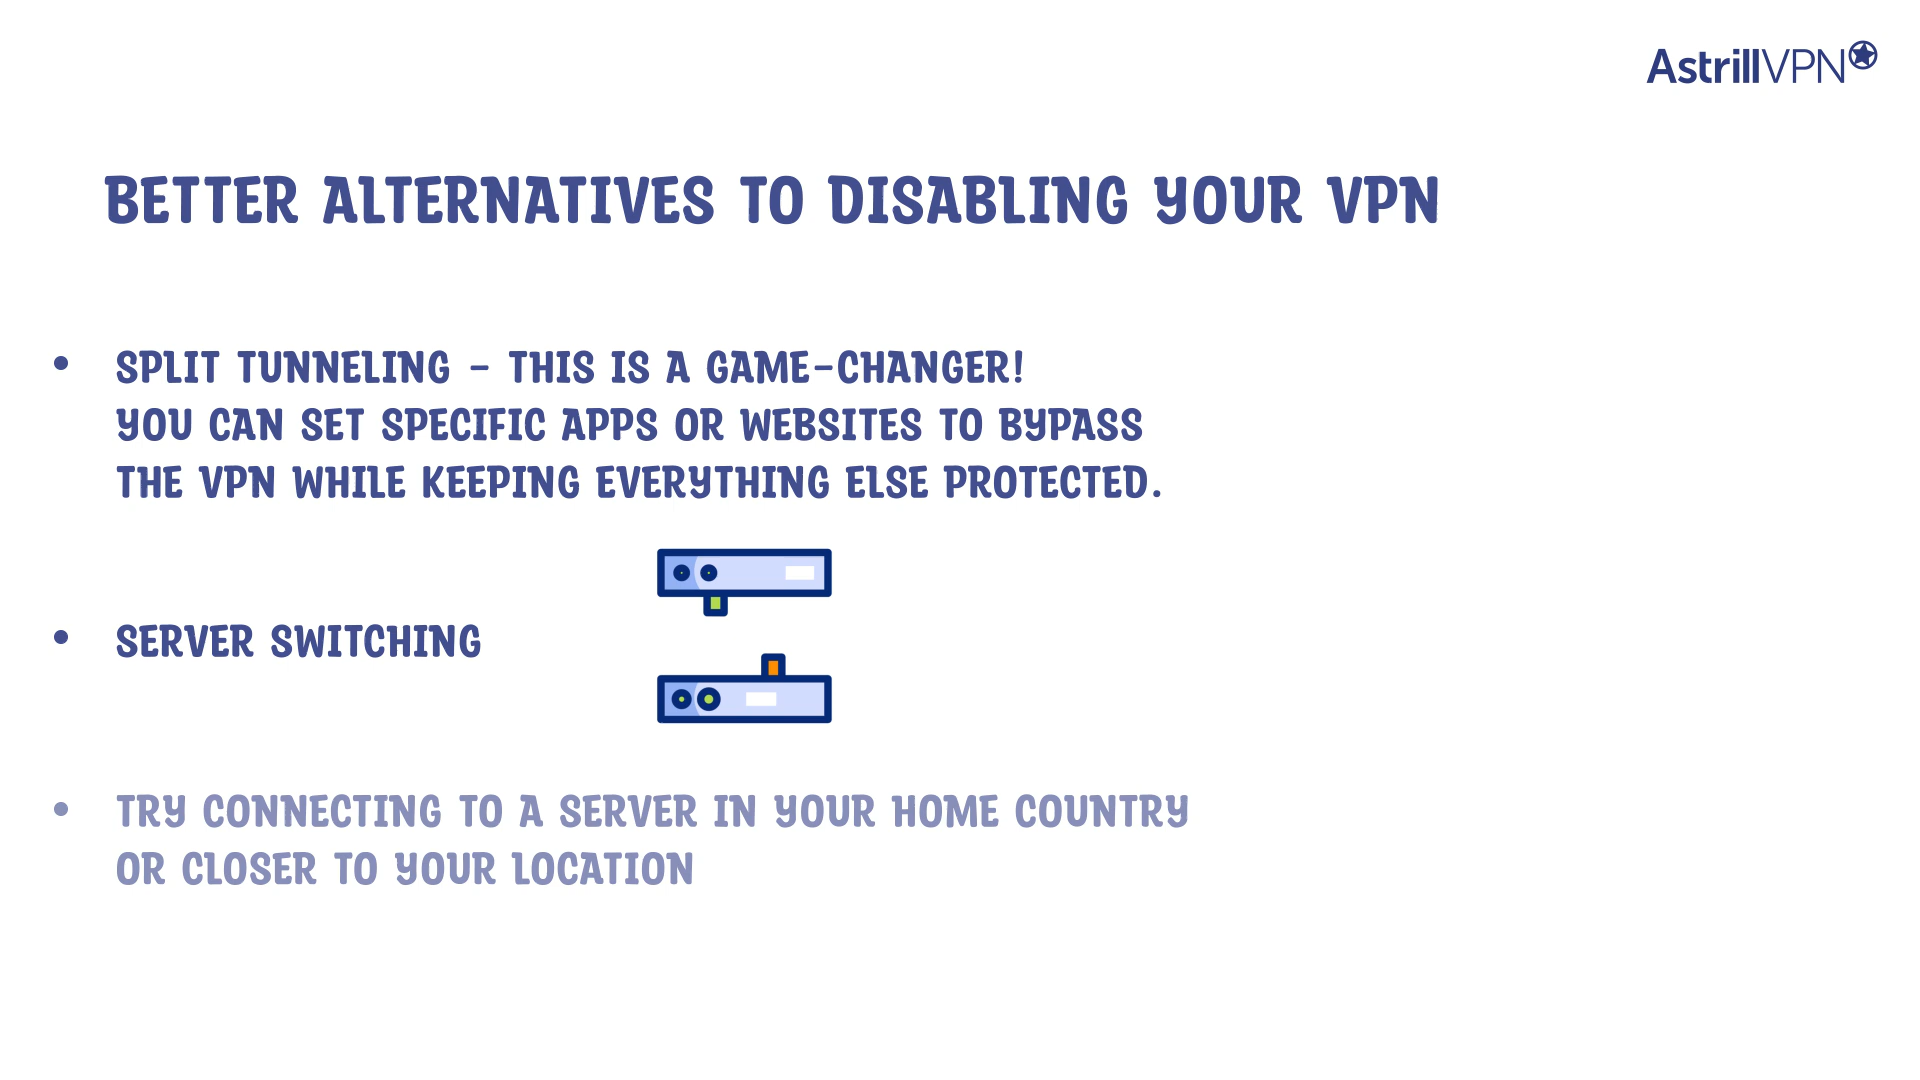 AstrillVPN
BETTER ALTERNATIVES TO DISABLING YOUR VPN
• SPLIT TUNNELING - THIS IS A GAME-CHANGER!
YOU CAN SET SPECIFIC APPS OR WEBSITES TO BYPASS
THE VPN WHILE KEEPING EVERYTHING ELSE PROTECTED.
• SERVER SWITCHING
• TRY CONNECTING TO A SERVER IN YOUR HOME COUNTRY
OR CLOSER TO YOUR LOCATION